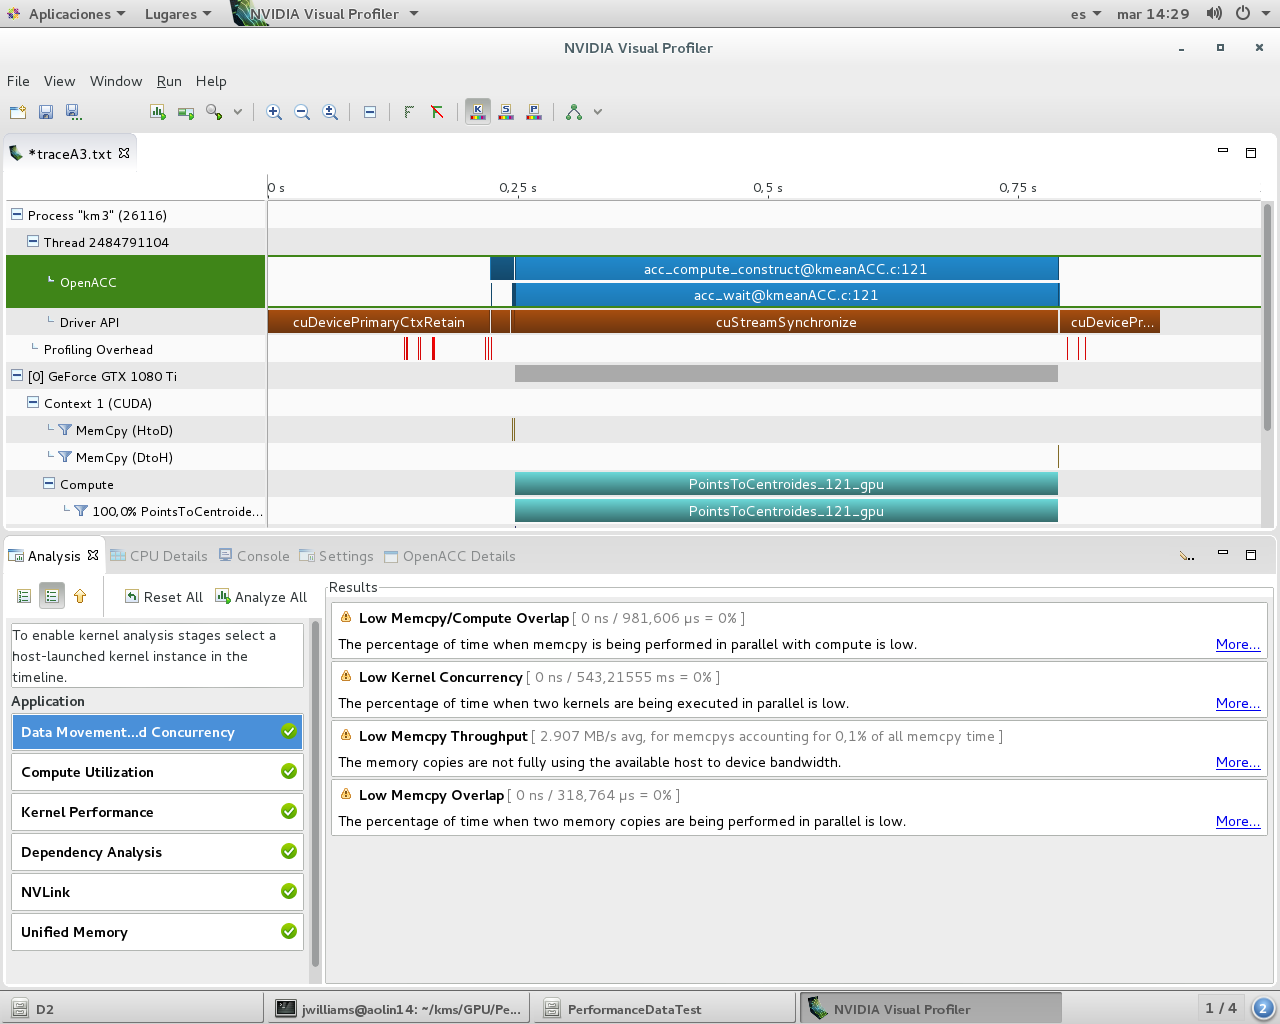 Aplicaciones Lugares NVIDIA Visual Profiler es mar 14:29
NVIDIA Visual Profiler
File View Window Run Help
K S P
*traceA3.txt
0 s 0,25 s 0,5 s 0,75 s
Process "km3" (26116)
Thread 2484791104
OpenACC
acc_compute_construct@kmeanACC.c:121
acc_wait@kmeanACC.c:121
Driver API cuDevicePrimaryCtxRetain cuStreamSynchronize cuDevicePr...
Profiling Overhead
[0] GeForce GTX 1080 Ti
Context 1 (CUDA)
MemCpy (HtoD)
MemCpy (DtoH)
Compute PointsToCentroides_121_gpu
100,0% PointsToCentroide... PointsToCentroides_121_gpu
Analysis CPU Details Console Settings OpenACC Details
Reset All Analyze All
To enable kernel analysis stages select a
host-launched kernel instance in the
timeline.
Application
Data Movement...d Concurrency
Compute Utilization
Kernel Performance
Dependency Analysis
NVLink
Unified Memory
Results
Low Memcpy/Compute Overlap [ 0 ns / 981,606 µs = 0% ]
The percentage of time when memcpy is being performed in parallel with compute is low. More...
Low Kernel Concurrency [ 0 ns / 543,21555 ms = 0% ]
The percentage of time when two kernels are being executed in parallel is low. More...
Low Memcpy Throughput [ 2.907 MB/s avg, for memcpys accounting for 0,1% of all memcpy time ]
The memory copies are not fully using the available host to device bandwidth. More...
Low Memcpy Overlap [ 0 ns / 318,764 µs = 0% ]
The percentage of time when two memory copies are being performed in parallel is low. More...
D2 jwilliams@aolin14: ~/kms/GPU/Pe... PerformanceDataTest NVIDIA Visual Profiler 1 / 4 2